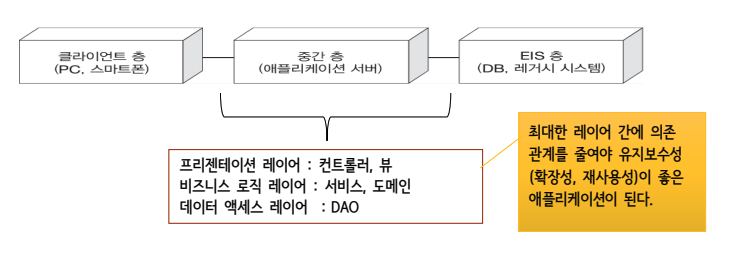 클라이언트 층
(PC, 스마트폰)
중간 층
(애플리케이션 서버)
EIS 층
(DB, 레거시 시스템)
프리젠테이션 레이어 : 컨트롤러, 뷰
비즈니스 로직 레이어 : 서비스, 도메인
데이터 액세스 레이어 : DAO
최대한 레이어 간에 의존
관계를 줄여야 유지보수성
(확장성, 재사용성)이 좋은
애플리케이션이 된다.